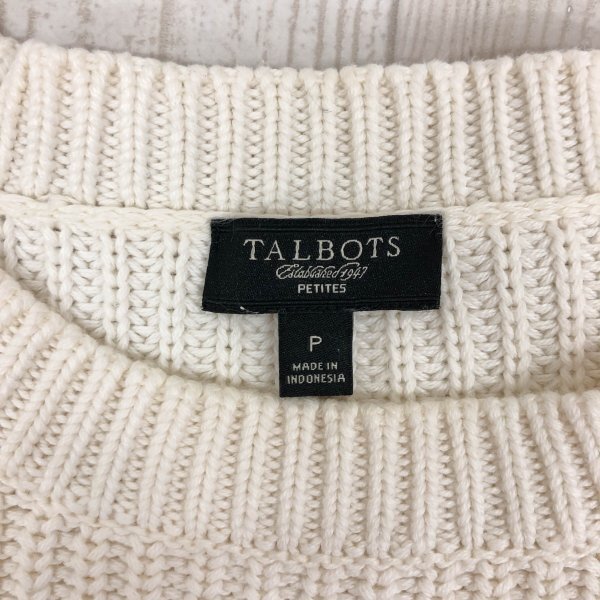 TALBOTS
Established 1947
PETITES
P
MADE IN
INDONESIA